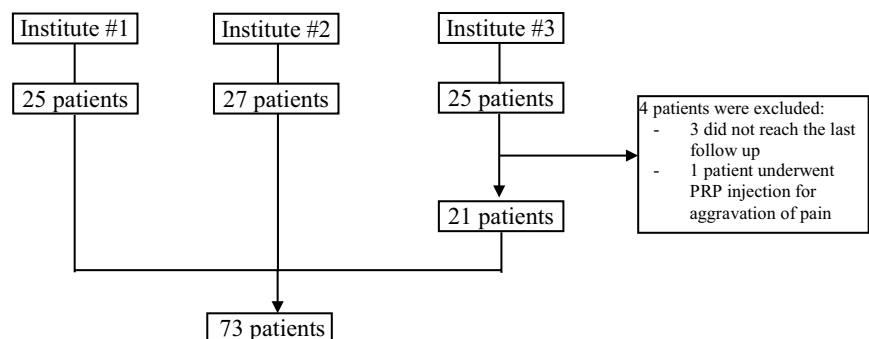 Institute #1
Institute #2
Institute #3
25 patients
27 patients
25 patients
4 patients were excluded:
- 3 did not reach the last
follow up
- 1 patient underwent
PRP injection for
aggravation of pain
21 patients
73 patients